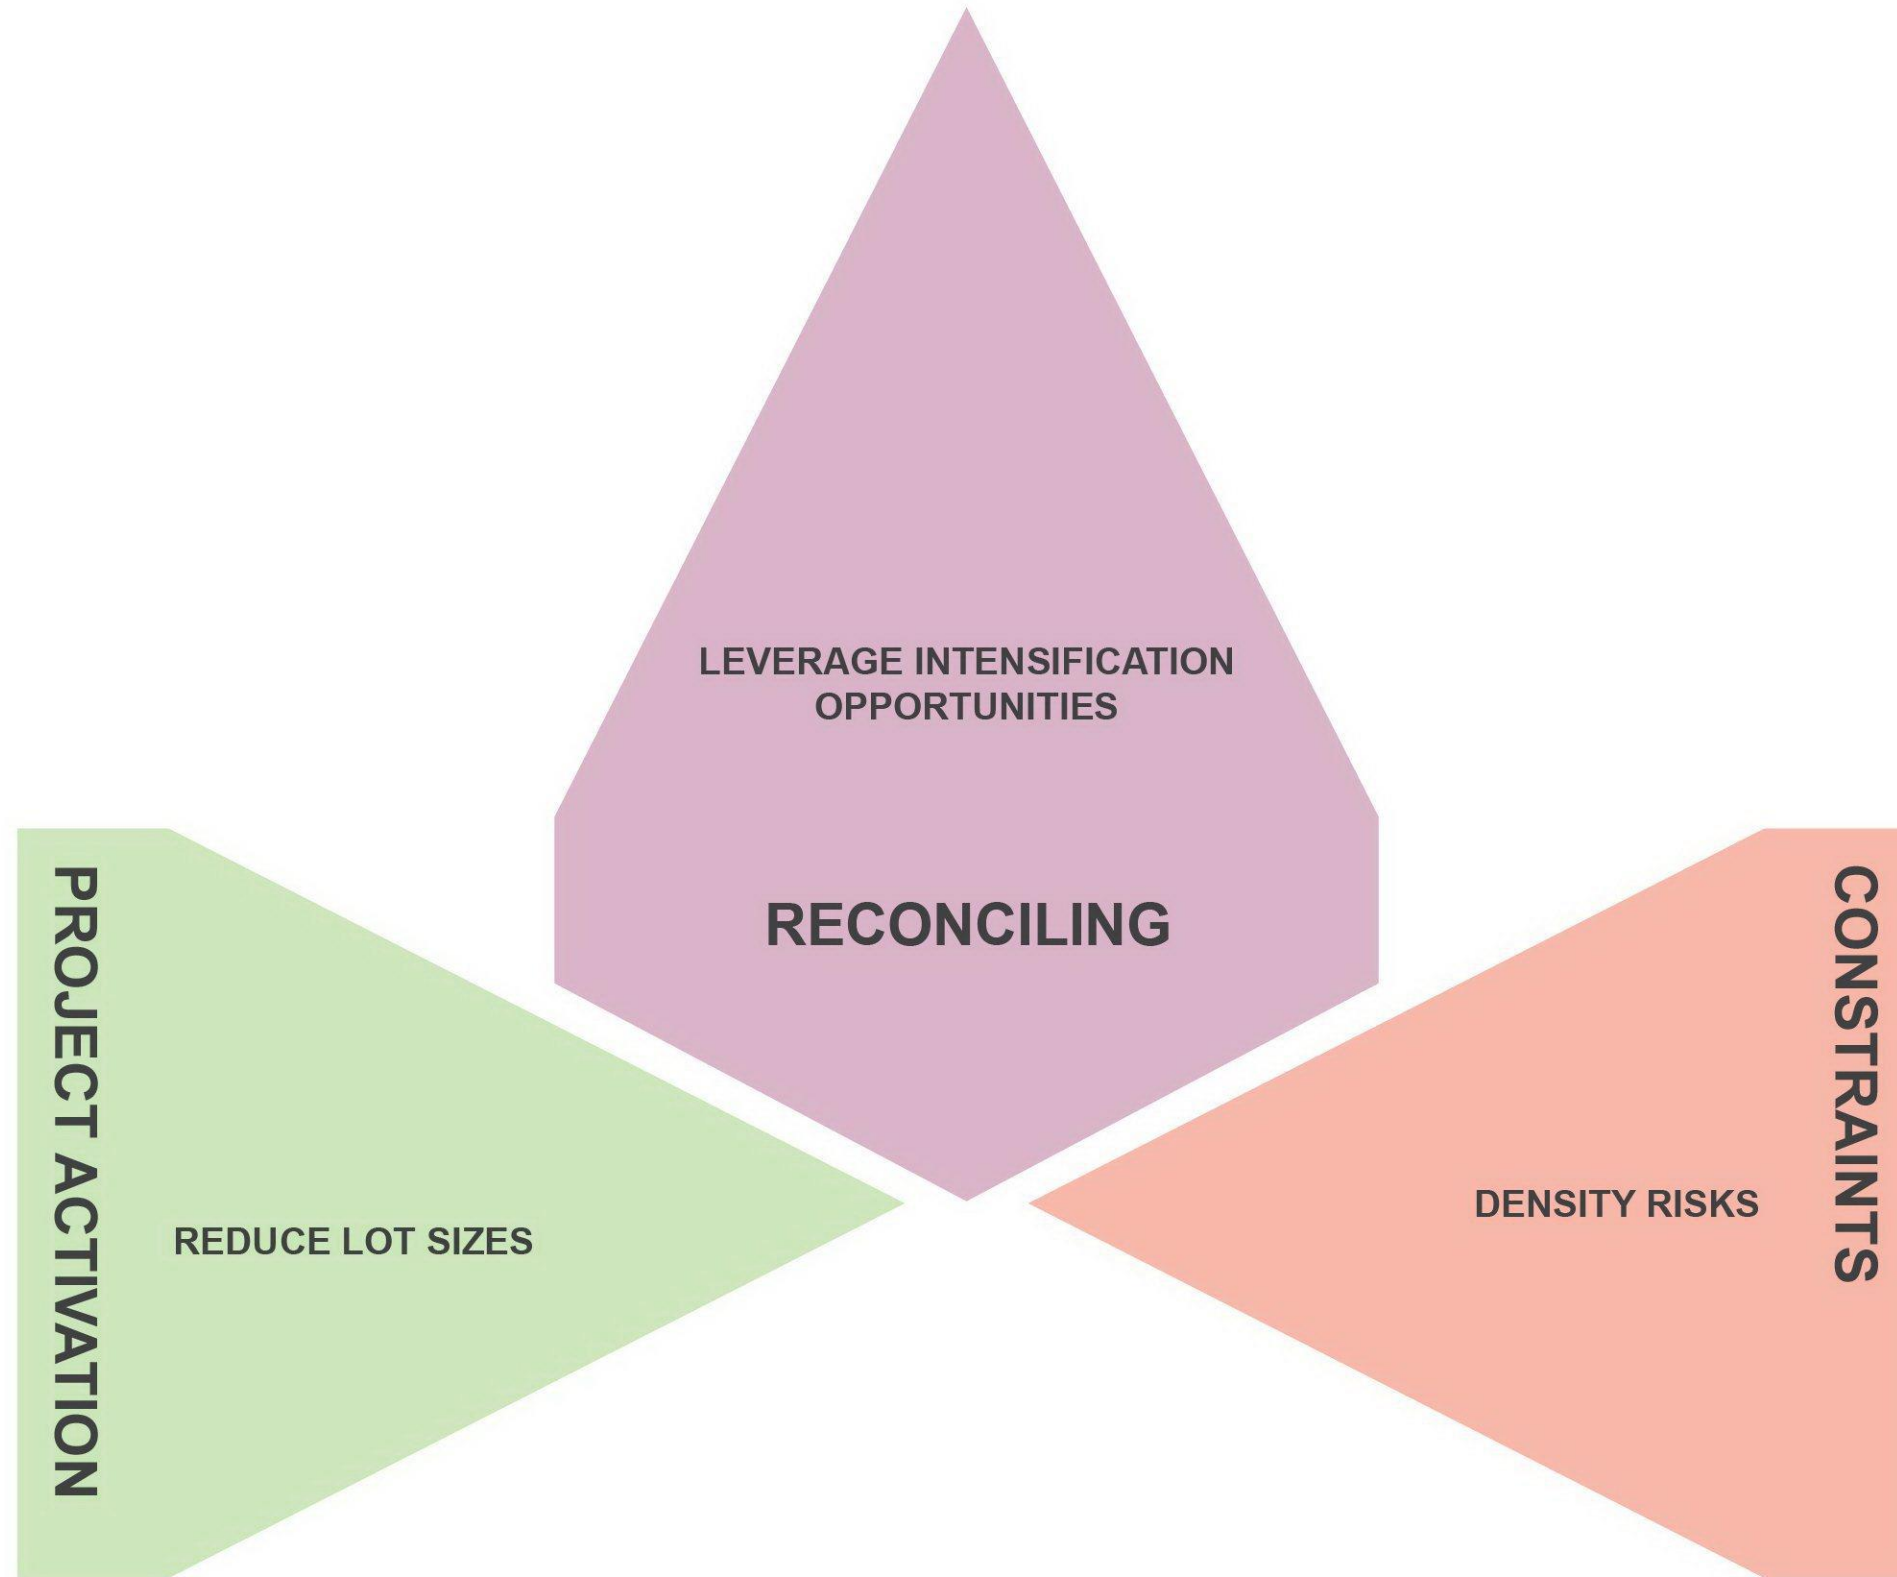 LEVERAGE INTENSIFICATION
OPPORTUNITIES
RECONCILING
PROJECT ACTIVATION
REDUCE LOT SIZES
DENSITY RISKS
CONSTRAINTS